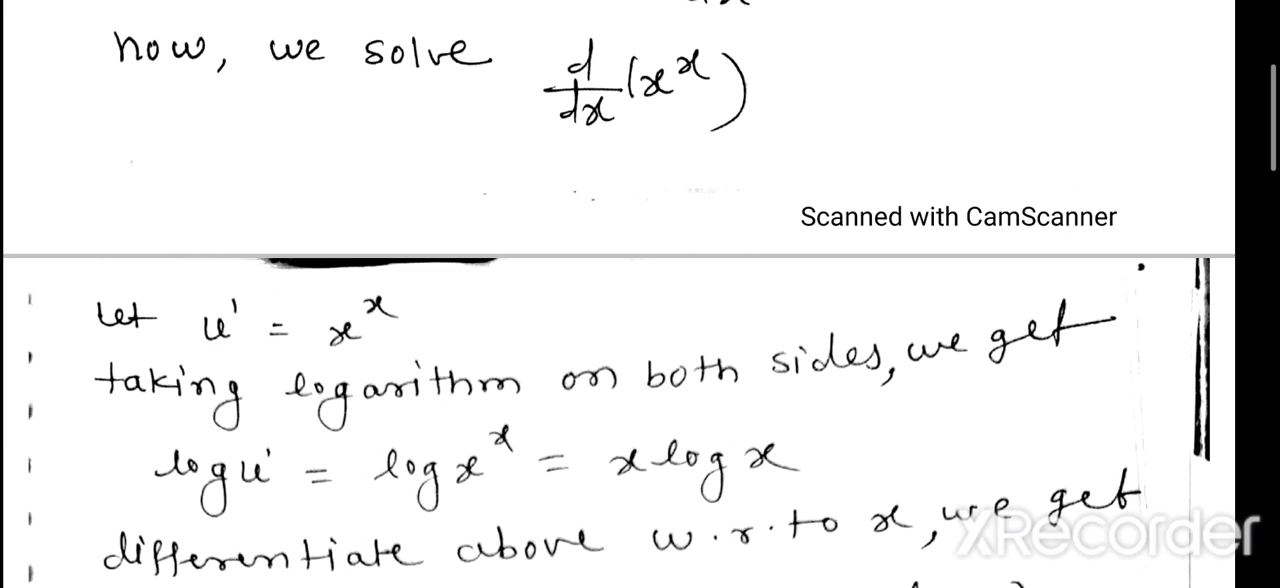 now, we solve d/dx (x^x)
Scanned with CamScanner
Let u' = x^x
taking logarithm on both sides, we get
log u' = log x^x = x log x
differentiate above w.r.to x, we get
XRecorder